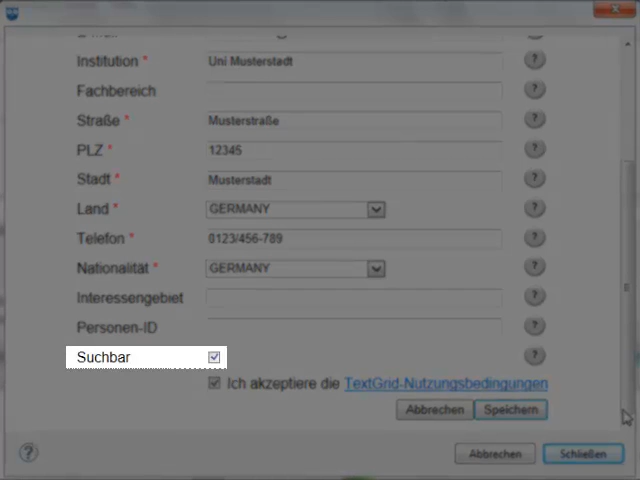 Institution * Uni Musterstadt ?
Fachbereich ?
Straße * Musterstraße ?
PLZ * 12345 ?
Stadt * Musterstadt ?
Land * GERMANY ?
Telefon * 0123/456-789 ?
Nationalität * GERMANY ?
Interessengebiet ?
Personen-ID ?
Suchbar ?
Ich akzeptiere die TextGrid-Nutzungsbedingungen
Abbrechen Speichern
? Abbrechen Schließen